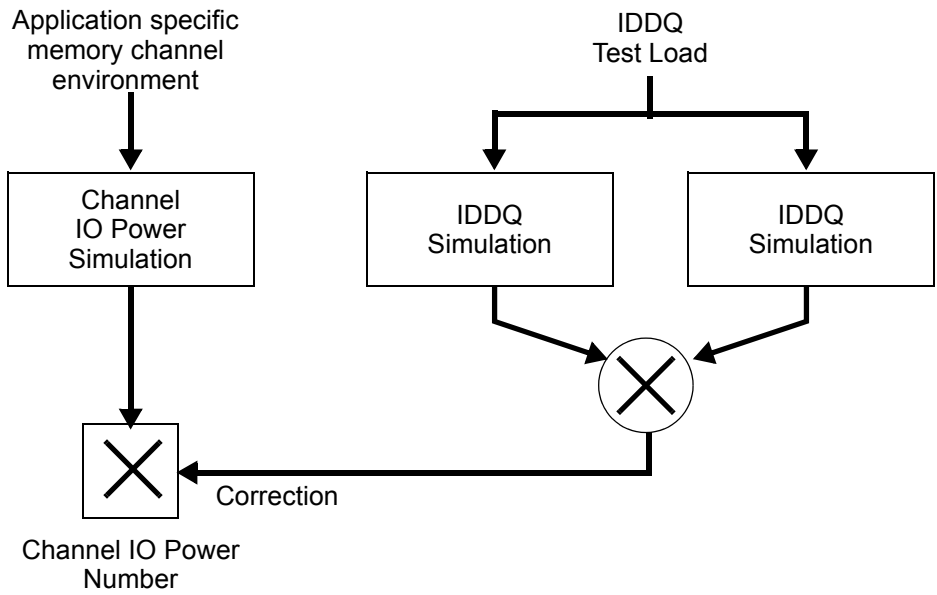 Application specific
memory channel
environment
IDDQ
Test Load
Channel
IO Power
Simulation
IDDQ
Simulation
IDDQ
Simulation
Correction
Channel IO Power
Number